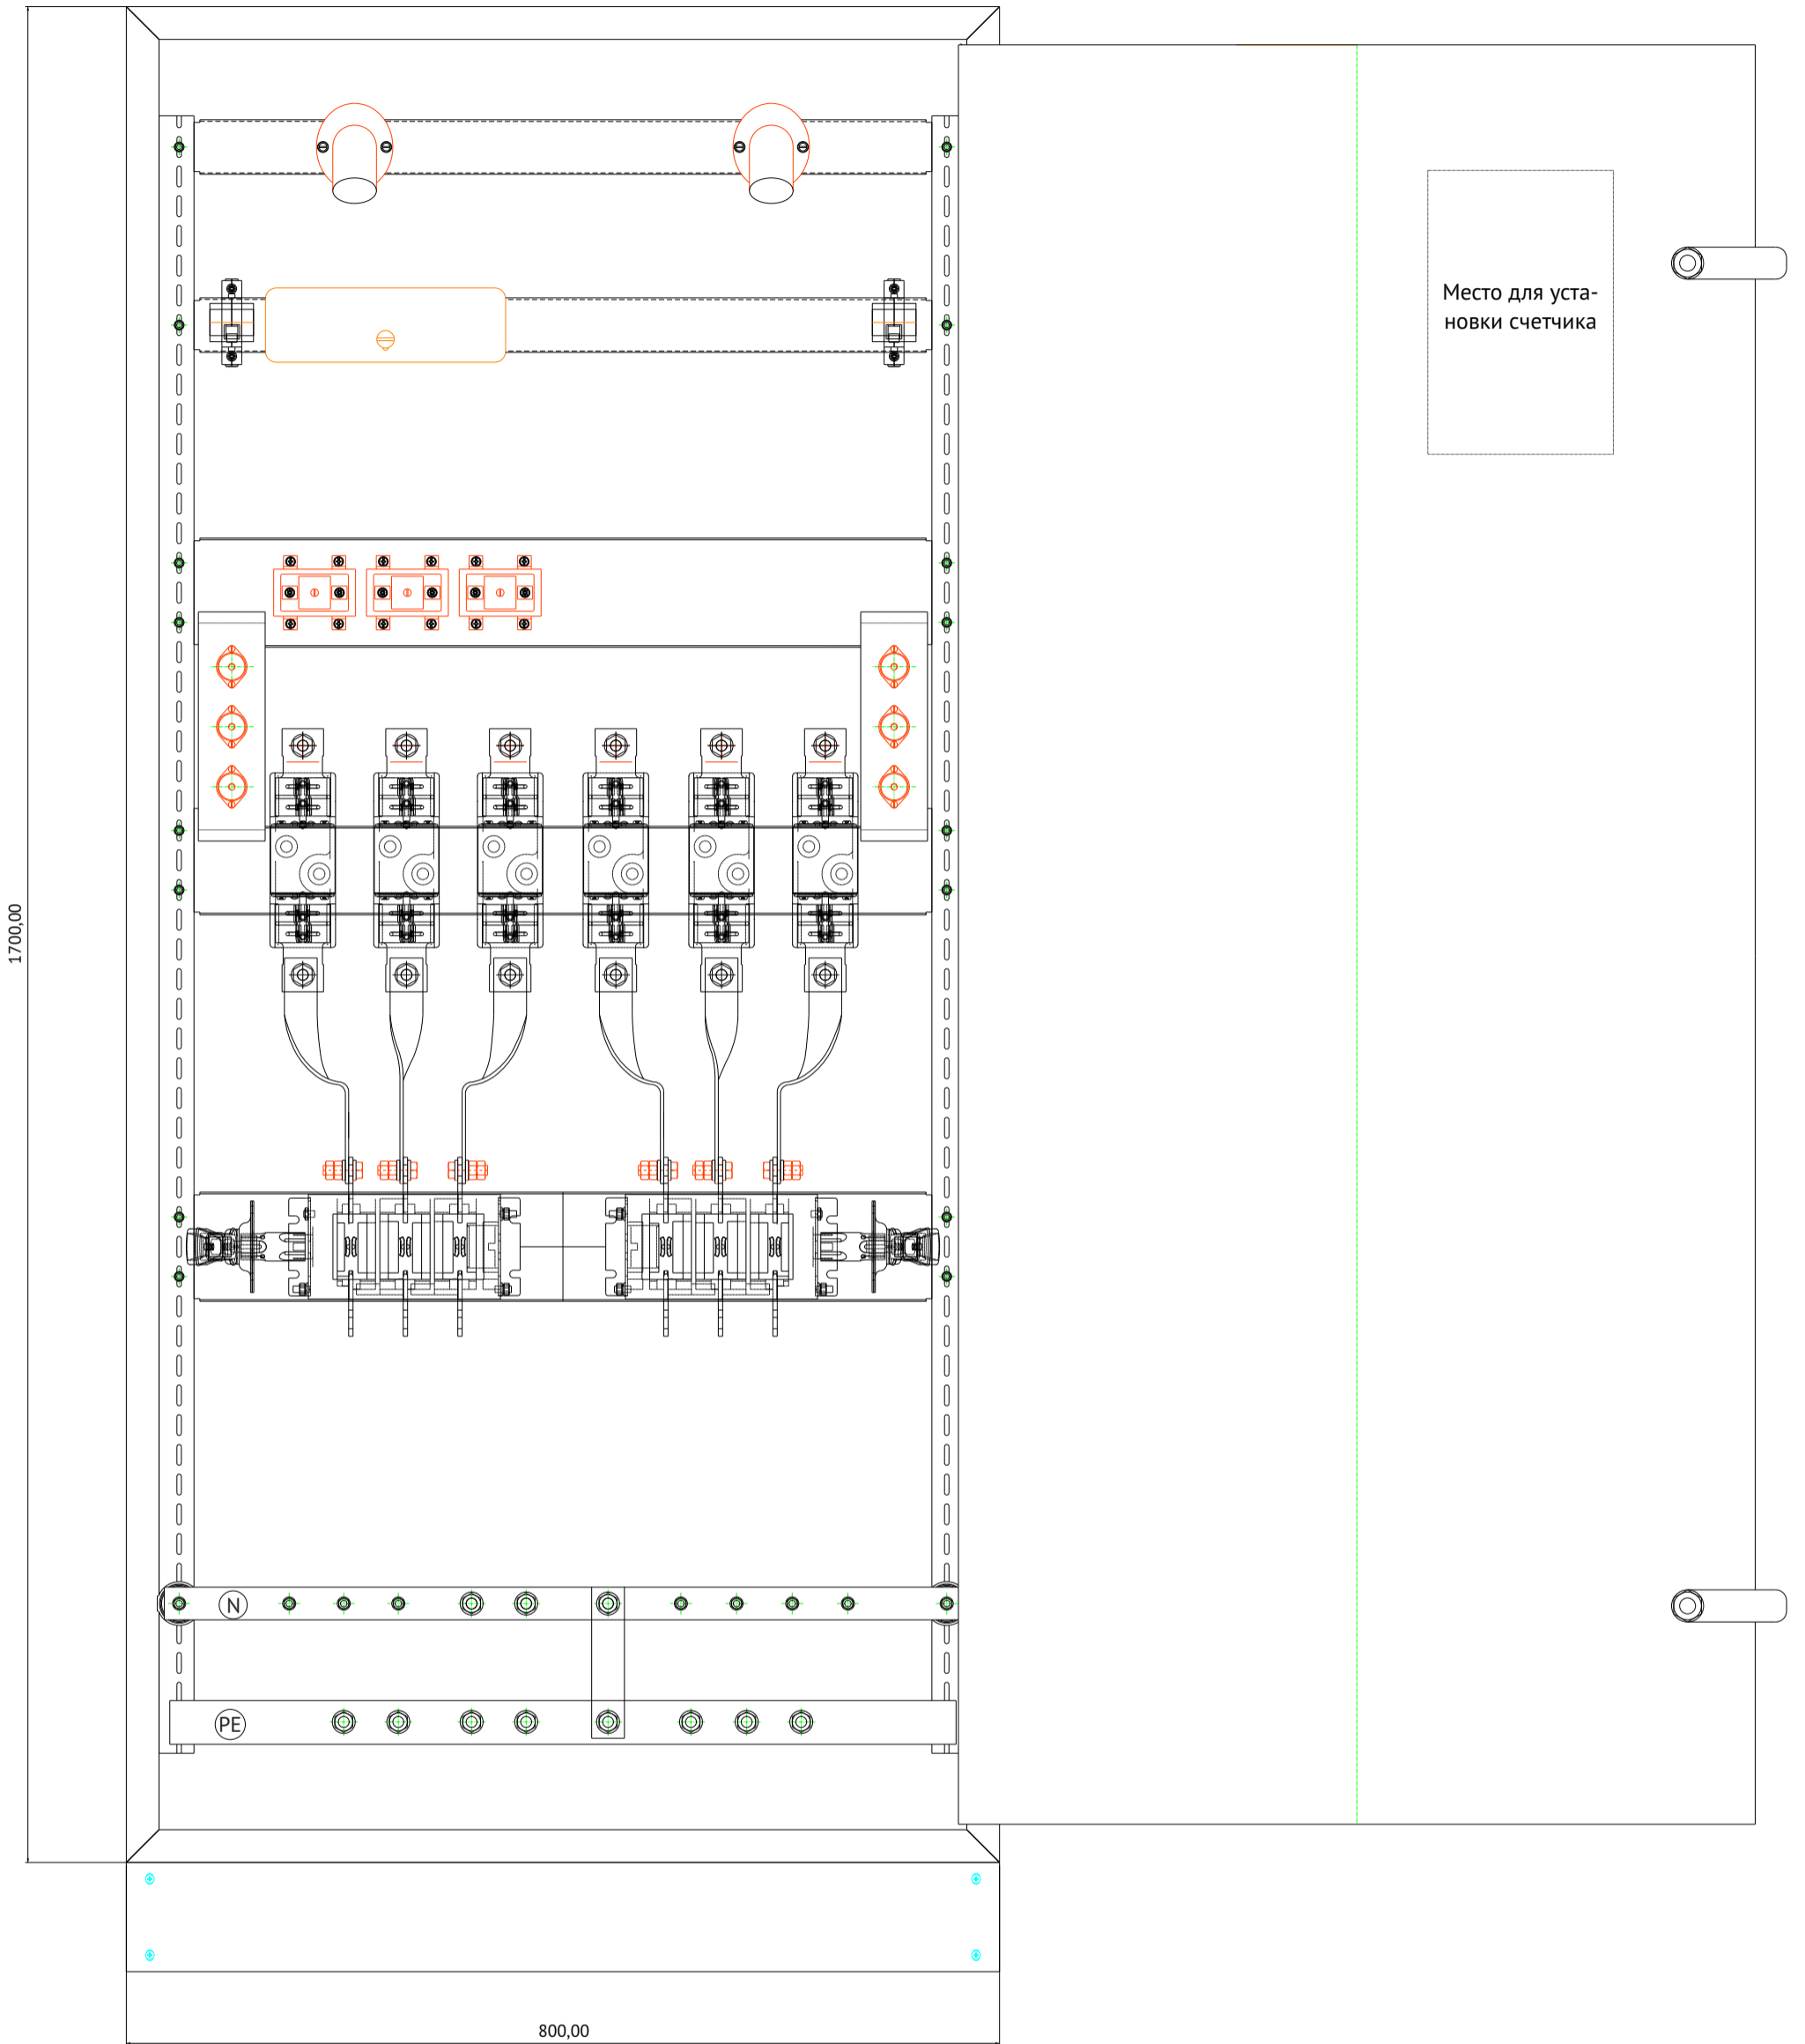 Место для уста-
новки счетчика
1700,00
N
PE
800,00